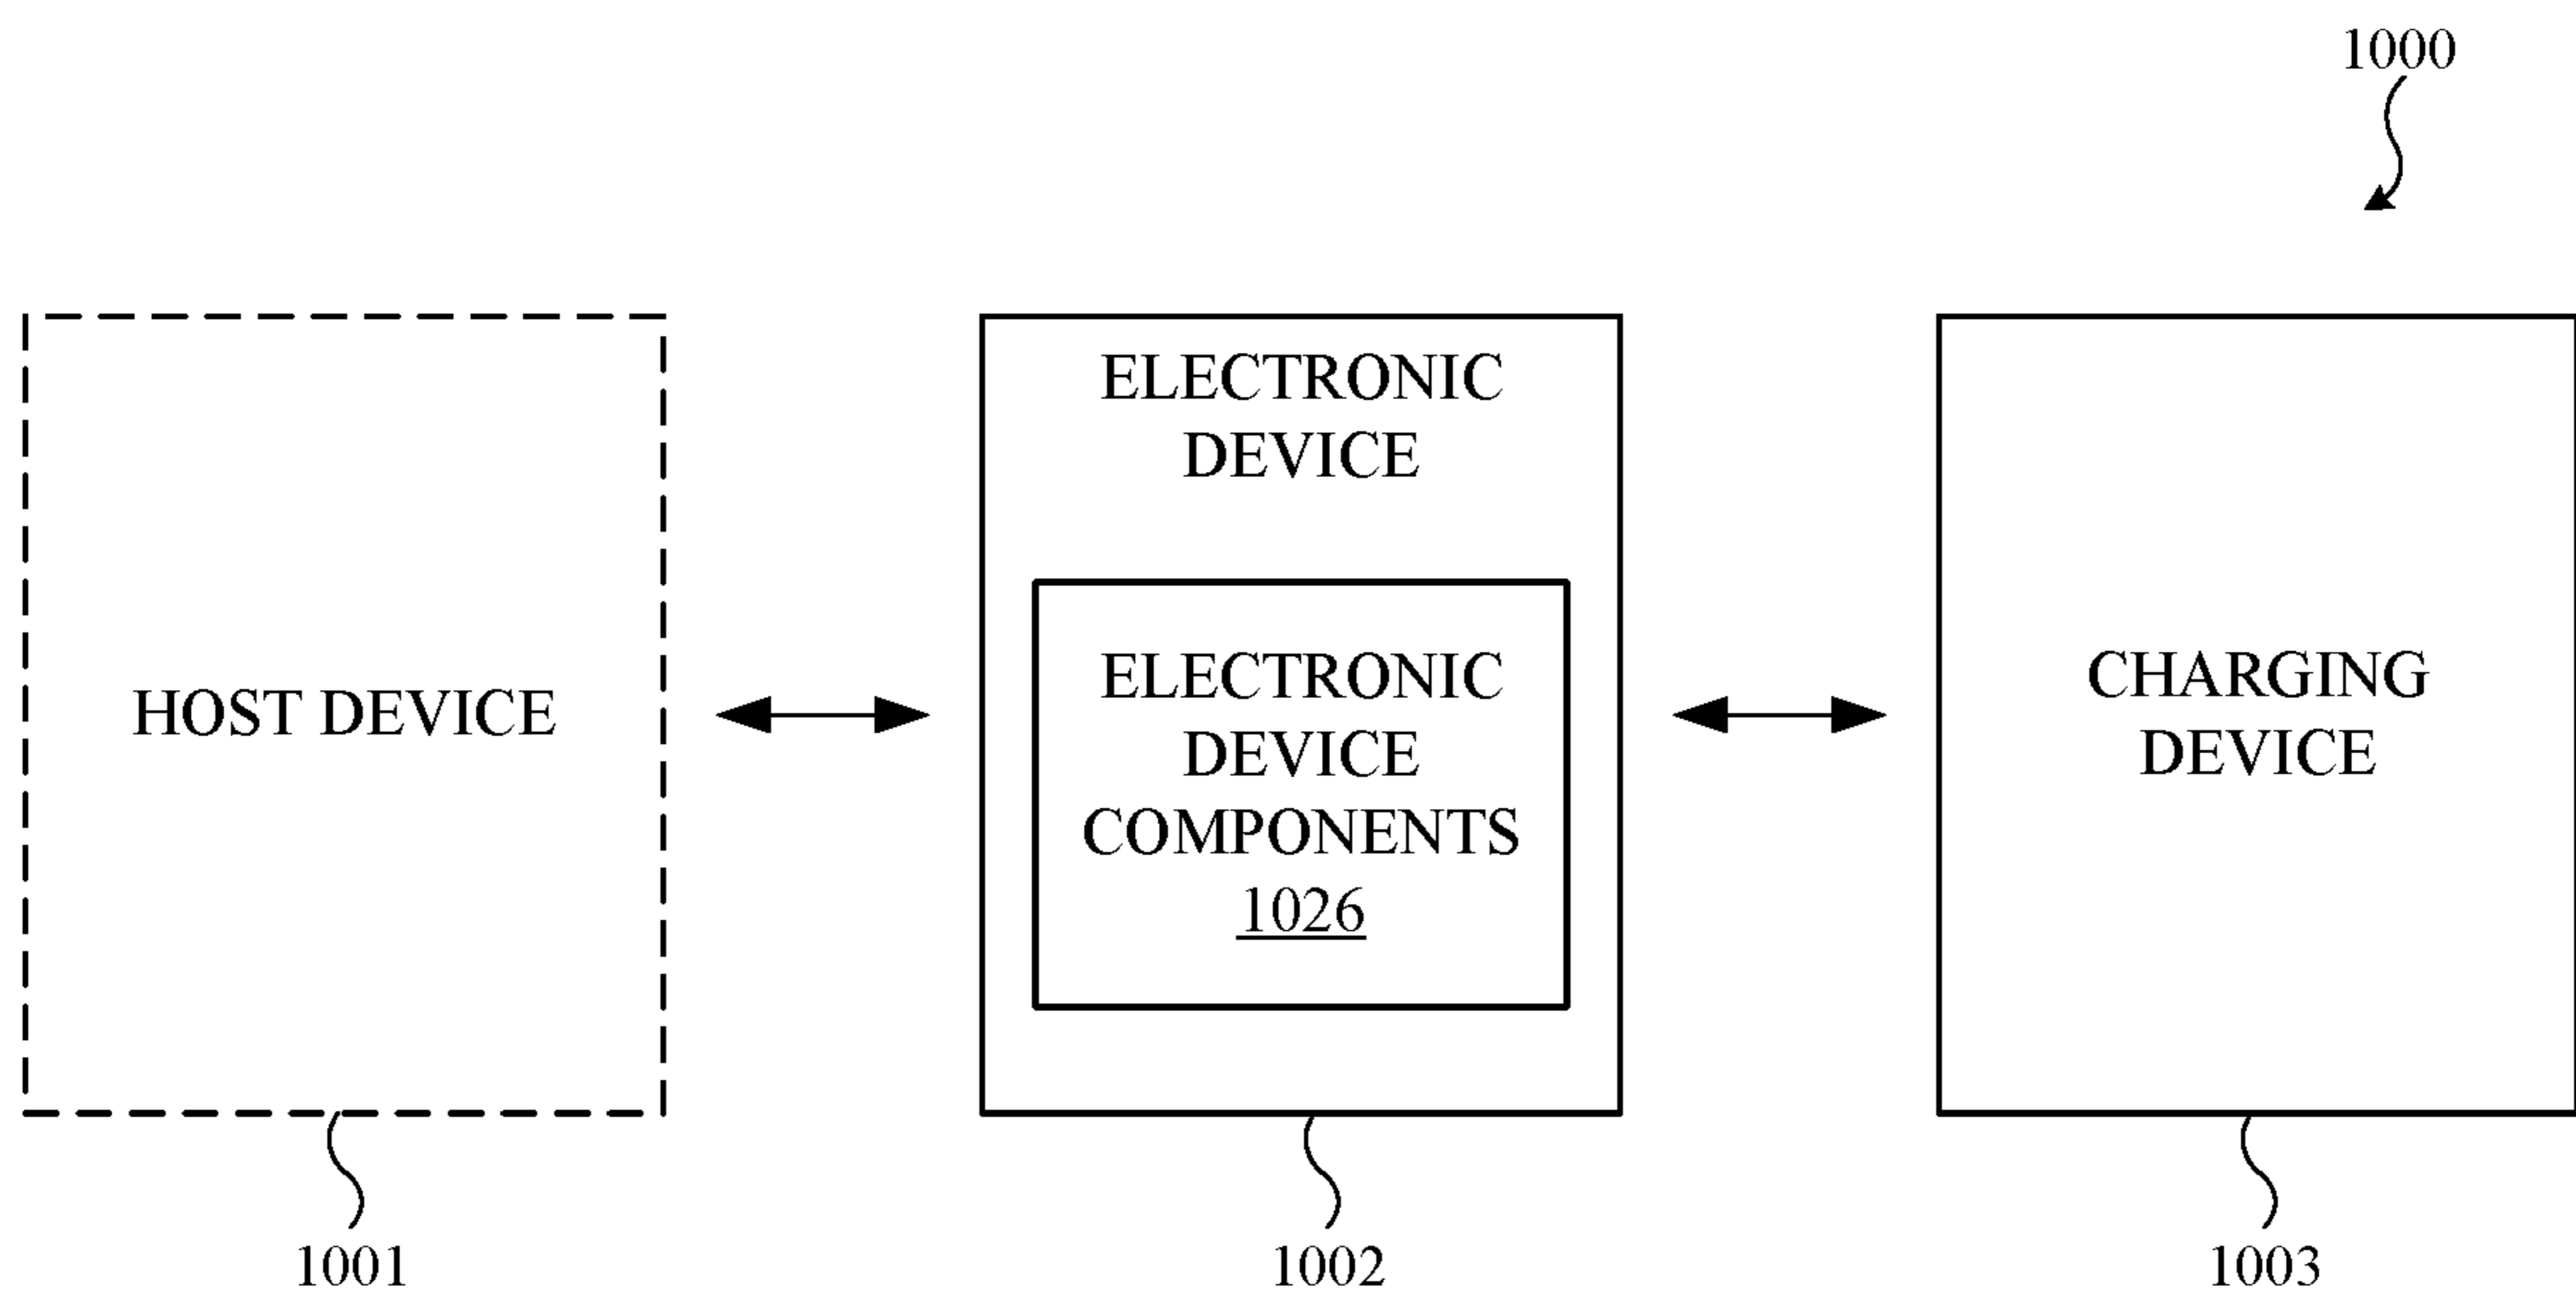 1000
HOST DEVICE
ELECTRONIC
DEVICE
ELECTRONIC
DEVICE
COMPONENTS
1026
CHARGING
DEVICE
1001
1002
1003